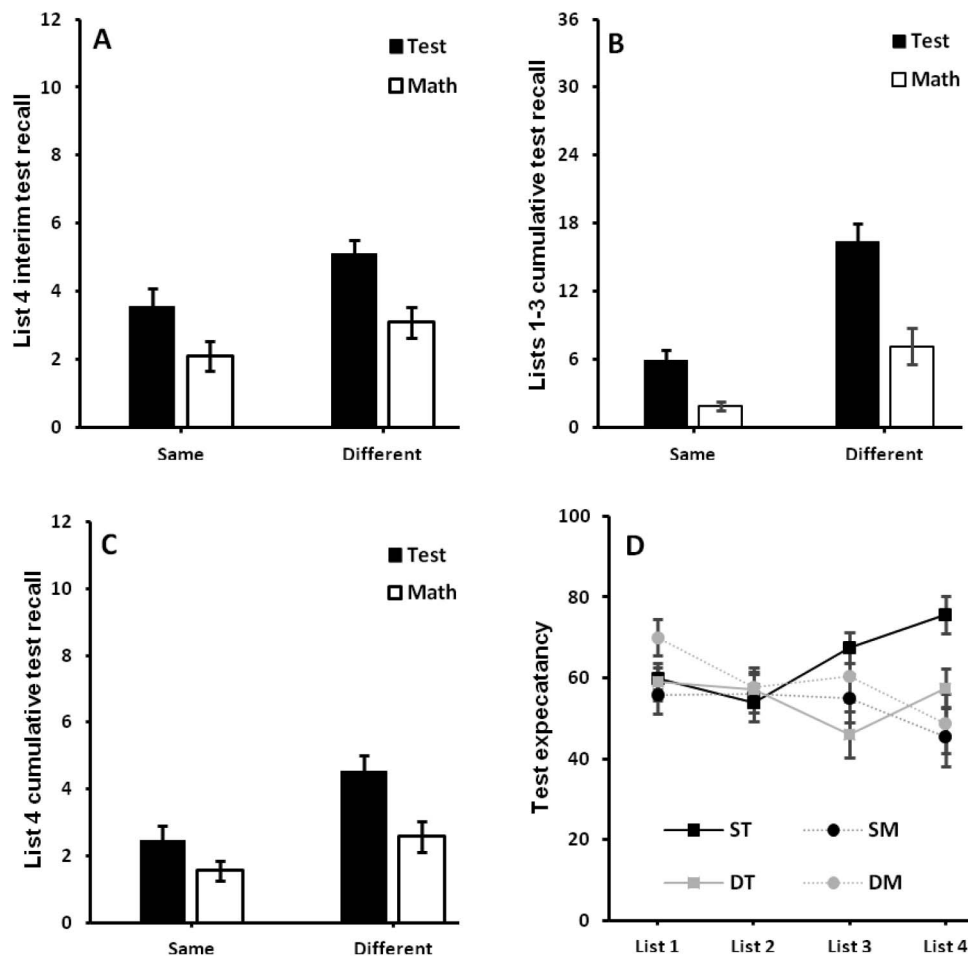 A
Test
Math
List 4 interim test recall
12
10
8
6
4
2
0
Same Different
B
Test
Math
Lists 1-3 cumulative test recall
36
30
24
18
12
6
0
Same Different
C
Test
Math
List 4 cumulative test recall
12
10
8
6
4
2
0
Same Different
D
Test expecatancy
100
80
60
40
20
0
ST SM
DT DM
List 1 List 2 List 3 List 4